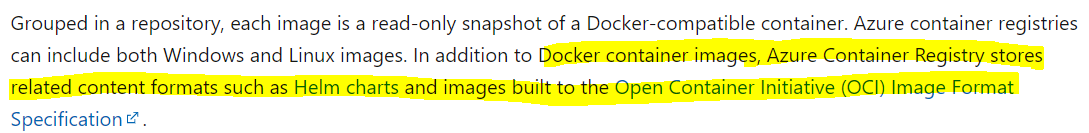 Grouped in a repository, each image is a read-only snapshot of a Docker-compatible container. Azure container registries
can include both Windows and Linux images. In addition to Docker container images, Azure Container Registry stores
related content formats such as Helm charts and images built to the Open Container Initiative (OCI) Image Format
Specification .